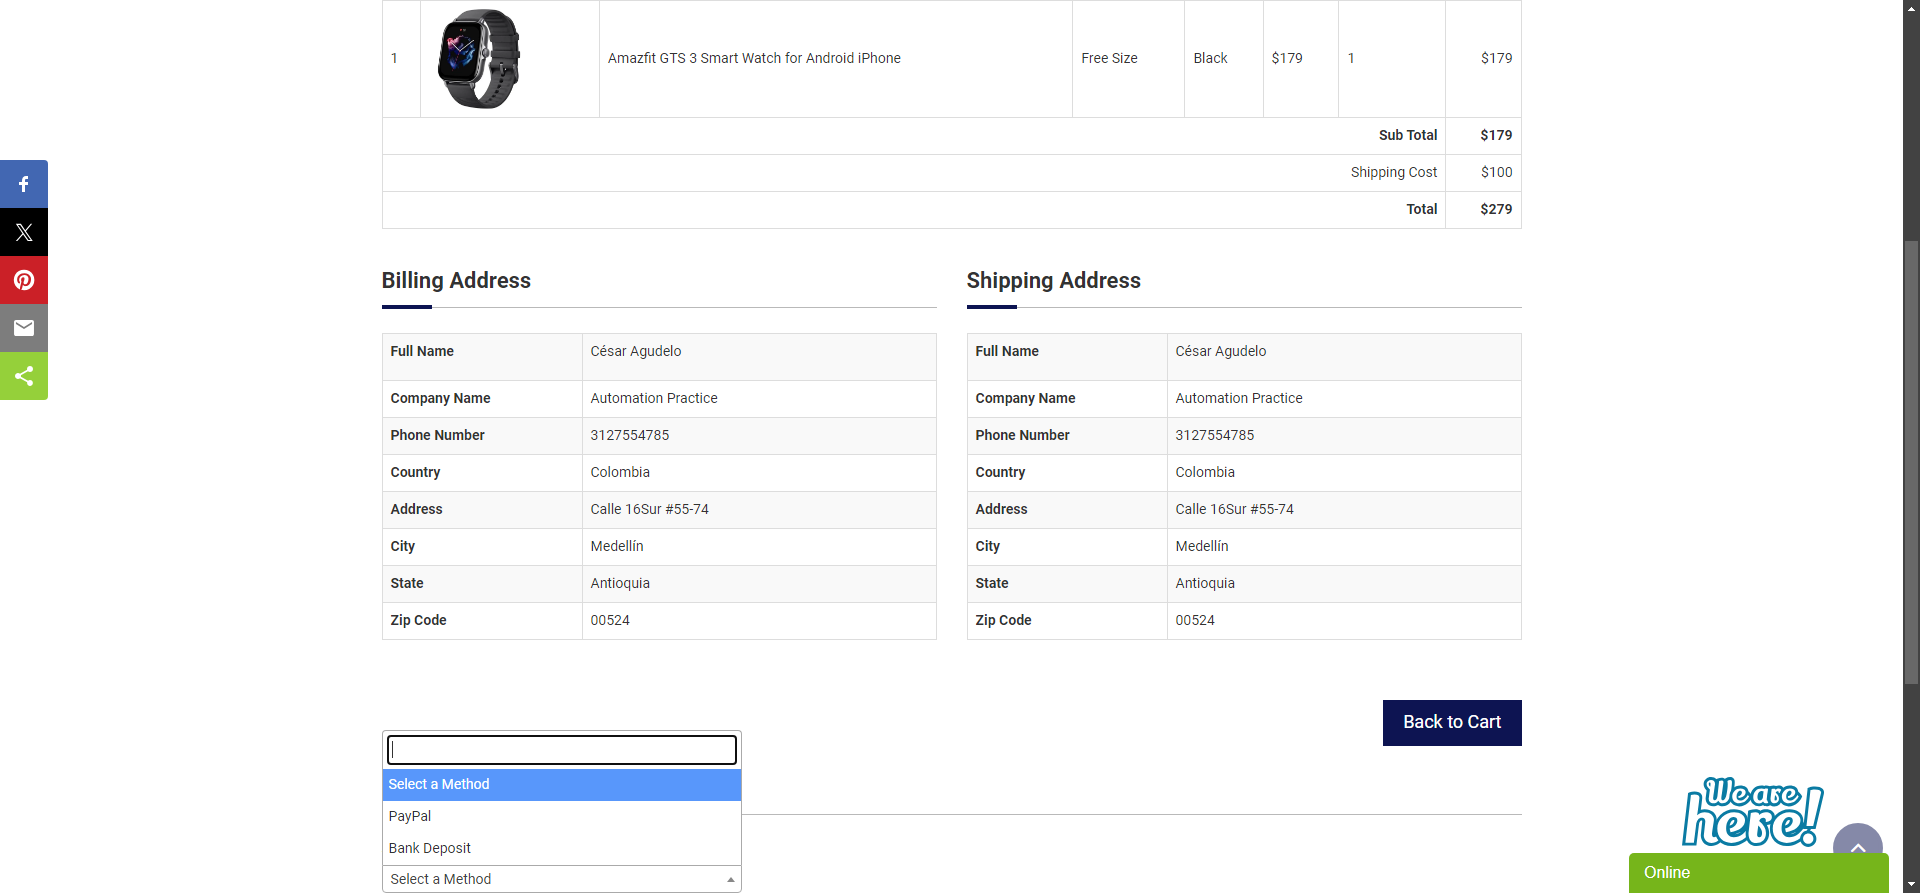 1 Amazfit GTS 3 Smart Watch for Android iPhone Free Size Black $179 1 $179
Sub Total $179
Shipping Cost $100
Total $279
Billing Address
Full Name César Agudelo
Company Name Automation Practice
Phone Number 3127554785
Country Colombia
Address Calle 16Sur #55-74
City Medellín
State Antioquia
Zip Code 00524
Shipping Address
Full Name César Agudelo
Company Name Automation Practice
Phone Number 3127554785
Country Colombia
Address Calle 16Sur #55-74
City Medellín
State Antioquia
Zip Code 00524
Back to Cart
Select a Method
PayPal
Bank Deposit
Select a Method
We are
here!
Online